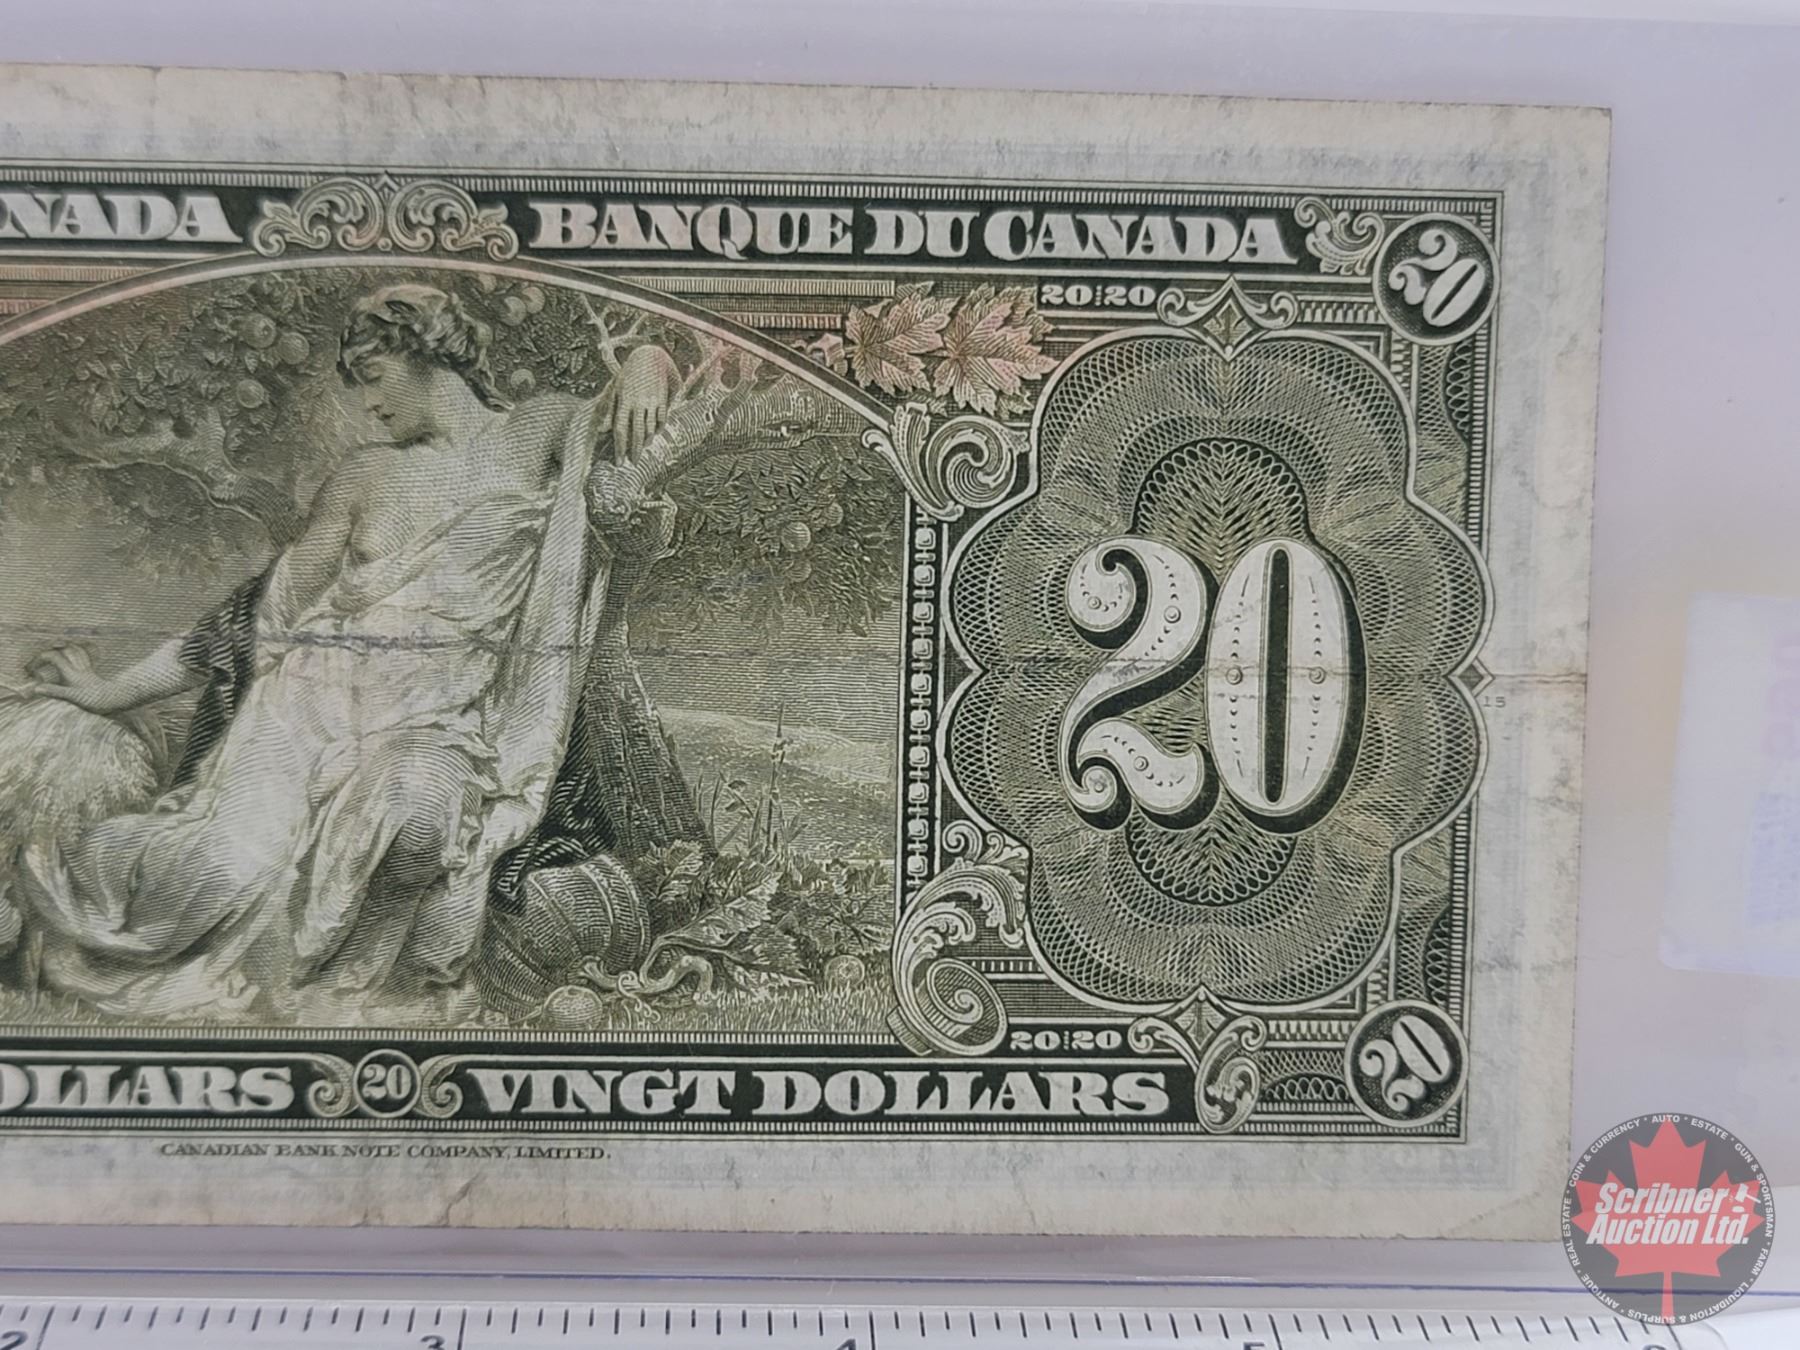 NADA BANQUE DU CANADA 20
20 20
20
15
20 20
OLLARS 20 VINGT DOLLARS 20
CANADIAN BANK NOTE COMPANY, LIMITED.
COIN & CURRENCY • AUTO • ESTATE • GUN & SPORTSMAN • FARM • LIQUIDATION & SURPLUS • ANTIQUE • REAL ESTATE
Scribner
Auction Ltd.
2 3 4 5 6